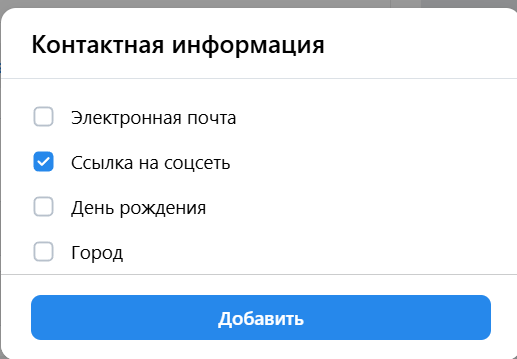 Контактная информация
Электронная почта
Ссылка на соцсеть
День рождения
Город
Добавить